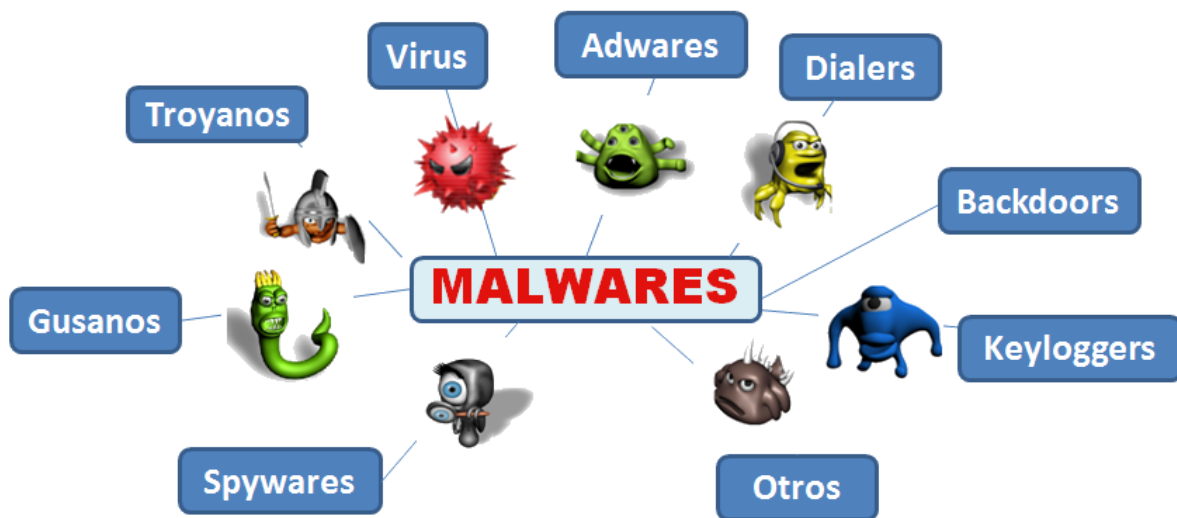 Virus
Adwares
Dialers
Troyanos
Backdoors
MALWARES
Gusanos
Keyloggers
Spywares
Otros